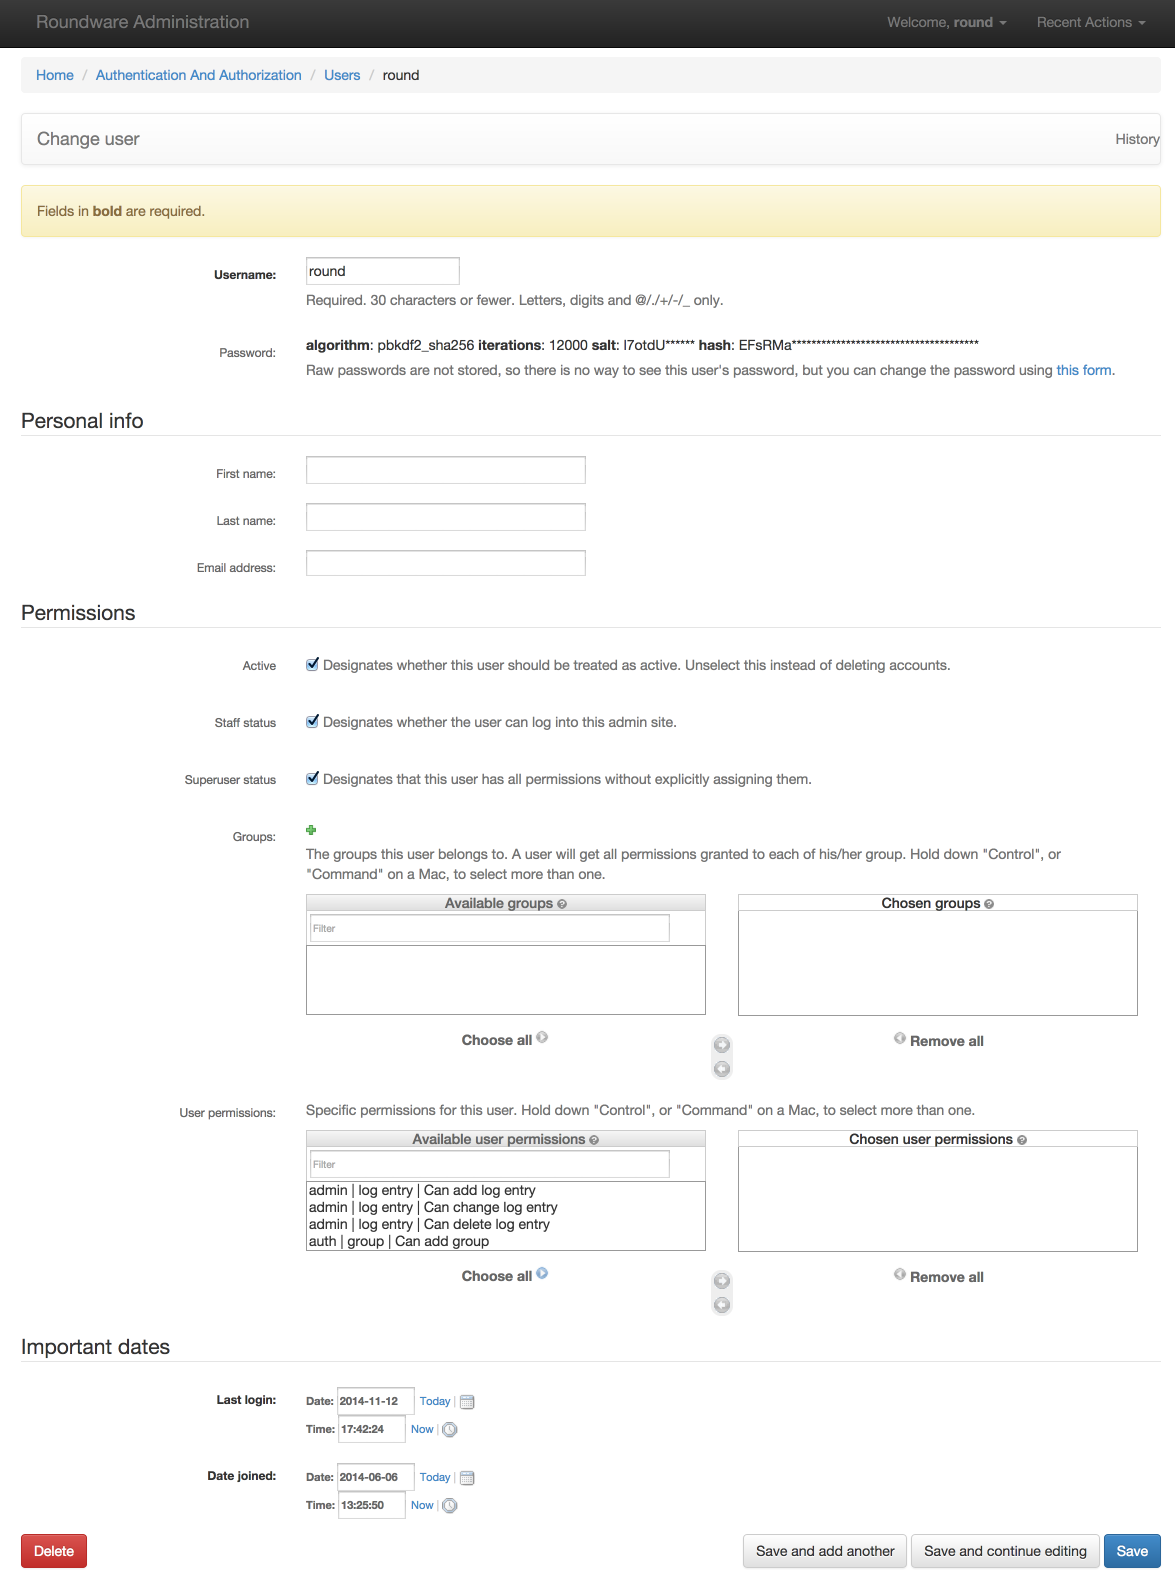 Roundware Administration Welcome, round Recent Actions
Home / Authentication And Authorization / Users / round
Change user History
Fields in bold are required.
Username: round
Required. 30 characters or fewer. Letters, digits and @/./+/-/_ only.
Password: algorithm: pbkdf2_sha256 iterations: 12000 salt: I7otdU****** hash: EFsRMa**************************************
Raw passwords are not stored, so there is no way to see this user's password, but you can change the password using this form.
Personal info
First name:
Last name:
Email address:
Permissions
Active Designates whether this user should be treated as active. Unselect this instead of deleting accounts.
Staff status Designates whether the user can log into this admin site.
Superuser status Designates that this user has all permissions without explicitly assigning them.
Groups:
The groups this user belongs to. A user will get all permissions granted to each of his/her group. Hold down "Control", or
"Command" on a Mac, to select more than one.
Available groups ? Chosen groups ?
Filter
Choose all Remove all
User permissions: Specific permissions for this user. Hold down "Control", or "Command" on a Mac, to select more than one.
Available user permissions ? Chosen user permissions ?
Filter
admin | log entry | Can add log entry
admin | log entry | Can change log entry
admin | log entry | Can delete log entry
auth | group | Can add group
Choose all Remove all
Important dates
Last login: Date: 2014-11-12 Today |
Time: 17:42:24 Now |
Date joined: Date: 2014-06-06 Today |
Time: 13:25:50 Now |
Delete Save and add another Save and continue editing Save